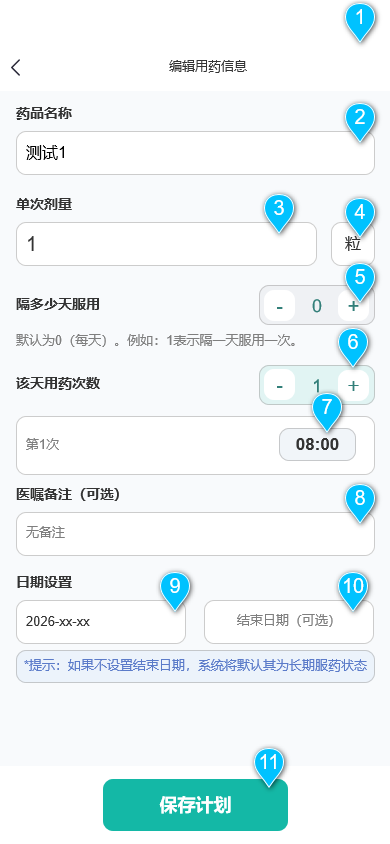 1
编辑用药信息
药品名称
2
测试1
单次剂量
3
4
1
粒
5
隔多少天服用
- 0 +
默认为0（每天）。例如：1表示隔一天服用一次。
6
该天用药次数
- 1 +
7
第1次
08:00
医嘱备注（可选）
8
无备注
日期设置
9
10
2026-xx-xx
结束日期（可选）
*提示：如果不设置结束日期，系统将默认其为长期服药状态
11
保存计划